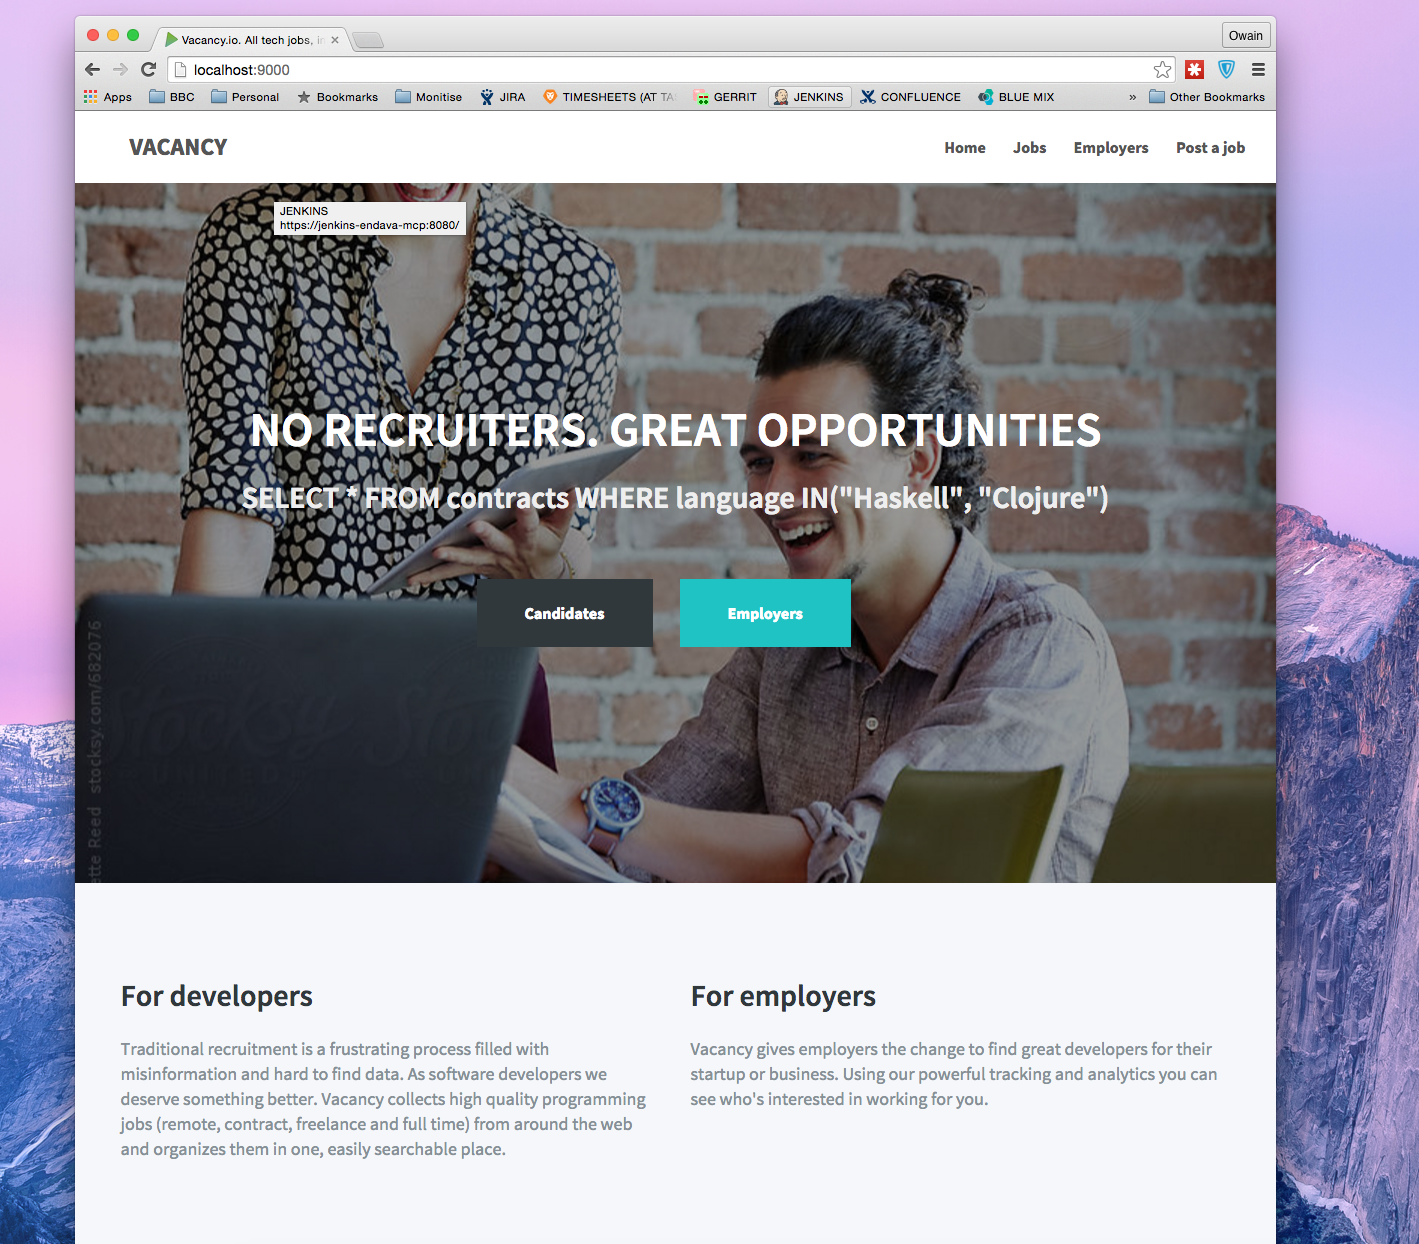 Vacancy.io. All tech jobs, i
Owain
localhost:9000
Apps BBC Personal Bookmarks Monitise JIRA TIMESHEETS (AT TA GERRIT JENKINS CONFLUENCE BLUE MIX » Other Bookmarks
VACANCY Home Jobs Employers Post a job
JENKINS
https://jenkins-endava-mcp:8080/
NO RECRUITERS. GREAT OPPORTUNITIES
SELECT * FROM contracts WHERE language IN("Haskell", "Clojure")
Candidates Employers
ette Reed stocksy.com/682076
Stocksy
UNITED
For developers
Traditional recruitment is a frustrating process filled with
misinformation and hard to find data. As software developers we
deserve something better. Vacancy collects high quality programming
jobs (remote, contract, freelance and full time) from around the web
and organizes them in one, easily searchable place.
For employers
Vacancy gives employers the change to find great developers for their
startup or business. Using our powerful tracking and analytics you can
see who's interested in working for you.